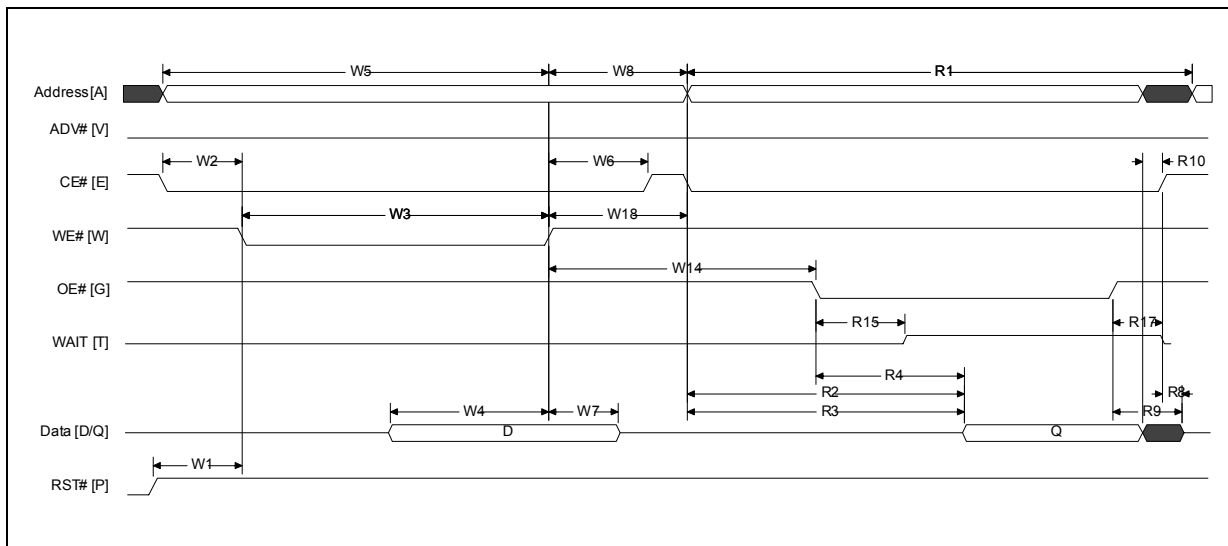 W5 W8 R1
Address [A]
ADV# [V]
W2 W6 R10
CE# [E]
W3 W18
WE# [W]
W14
OE# [G]
R15 R17
WAIT [T]
R4
R2 R8
W4 W7 R3 R9
Data [D/Q] D Q
W1
RST# [P]